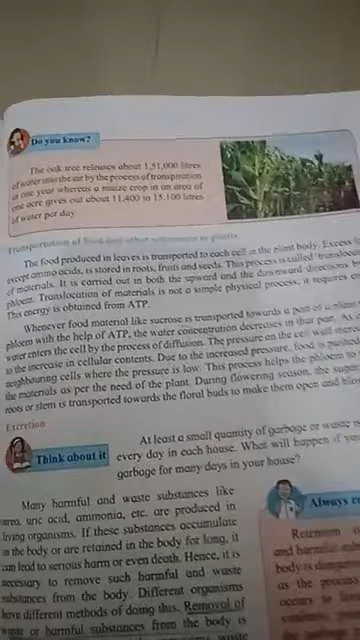 Do you know?
The oak tree releases about 1,51,000 litres
of water into the air by the process of transpiration
in one year whereas a maize crop in an area of
one acre gives out about 11,400 to 15,100 litres
of water per day
Transportation of food and other substances in plants
The food produced in leaves is transported to each cell in the plant body. Excess
except amino acids, is stored in roots, fruits and seeds. This process is called
of materials. It is carried out in both the upward and the downward directions by
phloem. Translocation of materials is not a simple physical process; it requires
This energy is obtained from ATP.
Whenever food material like sucrose is transported towards a part of a plant
phloem with the help of ATP, the water concentration decreases in that part. As
water enters the cell by the process of diffusion. The pressure on the cell wall
to the increase in cellular contents. Due to the increased pressure, food is pushed
neighbouring cells where the pressure is low. This process helps the phloem to
the materials as per the need of the plant. During flowering season, the sugar
roots or stem is transported towards the floral buds to make them open and
Excretion
Think about it
At least a small quantity of garbage or waste
every day in each house. What will happen if
garbage for many days in your house?
Many harmful and waste substances like
urea, uric acid, ammonia, etc. are produced in
living organisms. If these substances accumulate
in the body or are retained in the body for long, it
can lead to serious harm or even death. Hence, it is
necessary to remove such harmful and waste
substances from the body. Different organisms
have different methods of doing this. Removal of
waste or harmful substances from the body is
Always
Retention
and harmful
body is
as the process
occurs